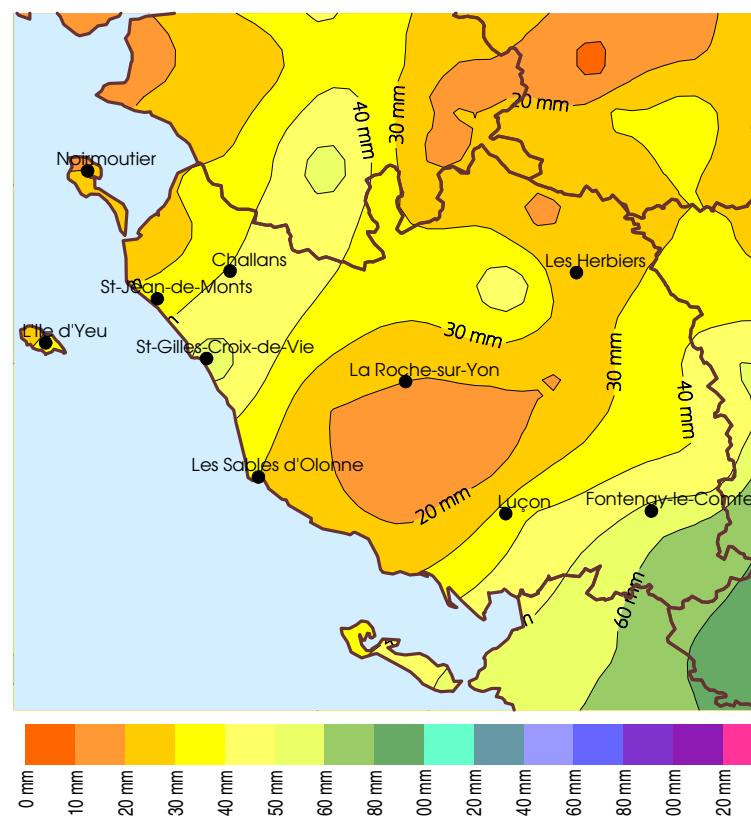 40 mm
30 mm
20 mm
Noirmoutier
Challans
Les Herbiers
St-Jean-de-Monts
L'Ile d'Yeu
St-Gilles-Croix-de-Vie
30 mm
30 mm
La Roche-sur-Yon
40 mm
Les Sables d'Olonne
20 mm
Luçon
Fontenay-le-Comte
60 mm
0 mm
10 mm
20 mm
30 mm
40 mm
50 mm
60 mm
80 mm
00 mm
20 mm
40 mm
60 mm
80 mm
00 mm
20 mm